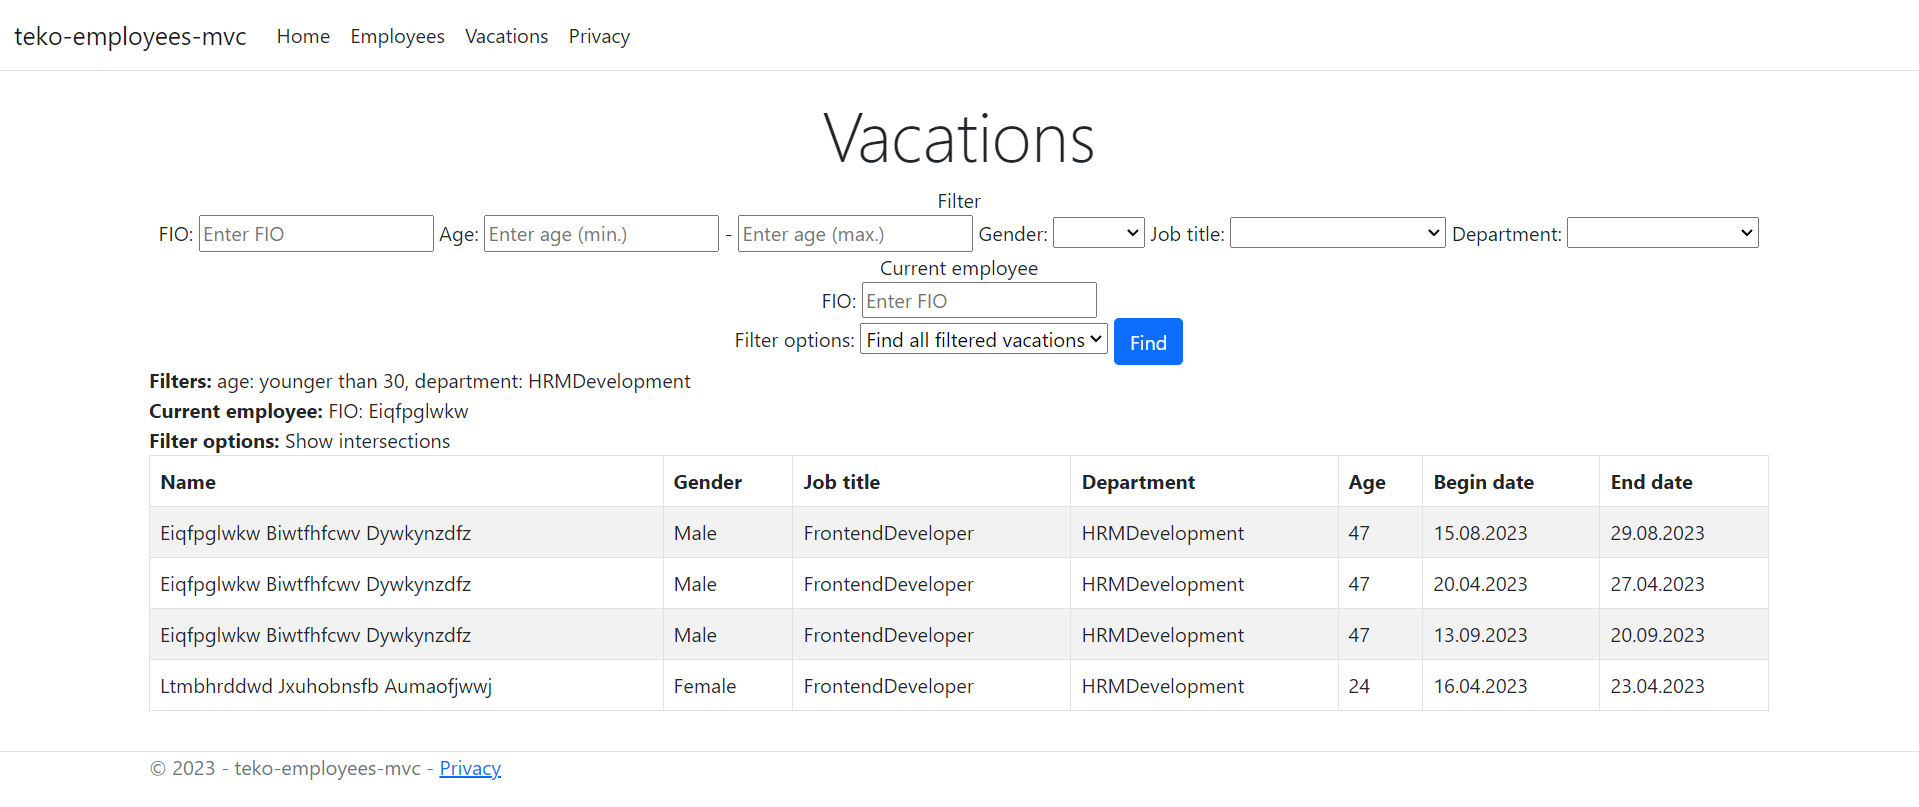 teko-employees-mvc Home Employees Vacations Privacy
Vacations
Filter
FIO: Enter FIO Age: Enter age (min.) - Enter age (max.) Gender: Job title: Department:
Current employee
FIO: Enter FIO
Filter options: Find all filtered vacations Find
Filters: age: younger than 30, department: HRMDevelopment
Current employee: FIO: Eiqfpglwkw
Filter options: Show intersections
Name Gender Job title Department Age Begin date End date
Eiqfpglwkw Biwtfhfcwv Dywkynzdfz Male FrontendDeveloper HRMDevelopment 47 15.08.2023 29.08.2023
Eiqfpglwkw Biwtfhfcwv Dywkynzdfz Male FrontendDeveloper HRMDevelopment 47 20.04.2023 27.04.2023
Eiqfpglwkw Biwtfhfcwv Dywkynzdfz Male FrontendDeveloper HRMDevelopment 47 13.09.2023 20.09.2023
Ltmbhrddwd Jxuhobnsfb Aumaofjwwj Female FrontendDeveloper HRMDevelopment 24 16.04.2023 23.04.2023
© 2023 - teko-employees-mvc - Privacy